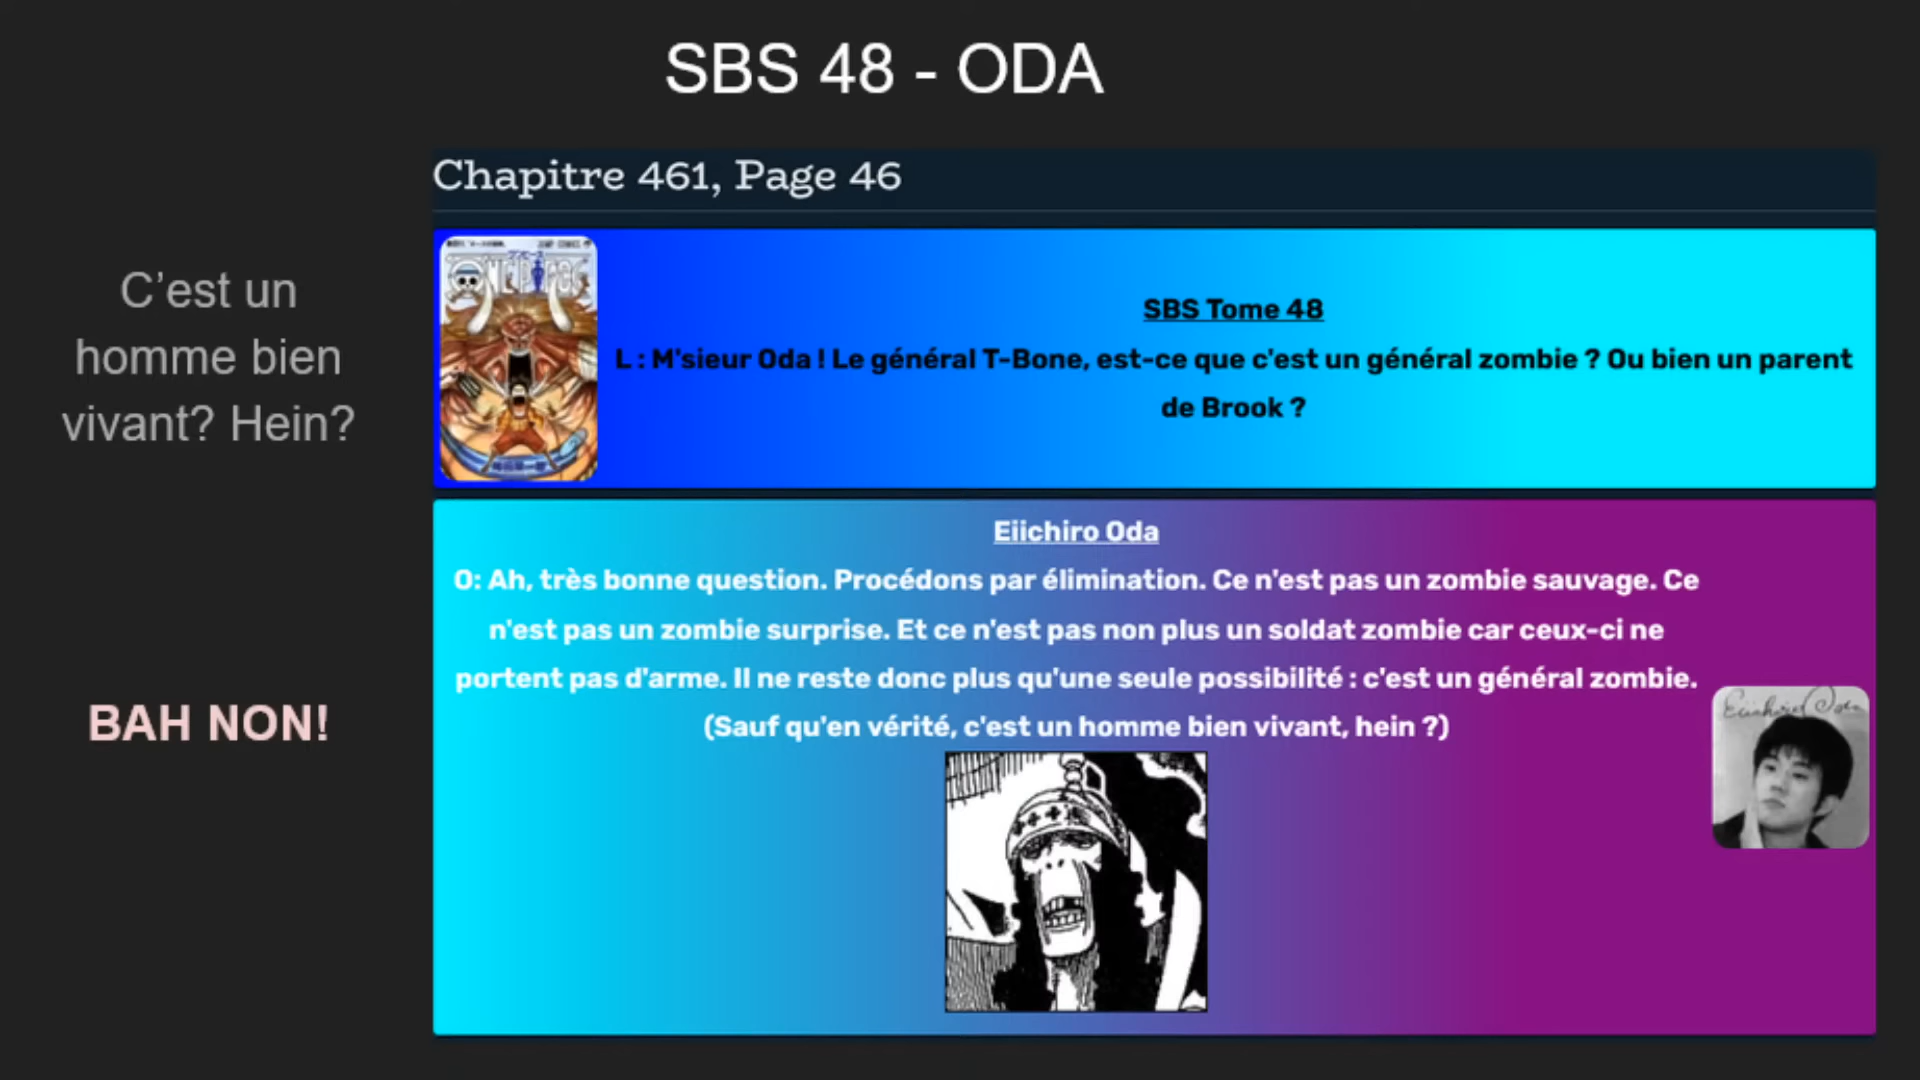 SBS 48 - ODA
Chapitre 461, Page 46
C'est un
homme bien
vivant? Hein?
SBS Tome 48
L : M'sieur Oda ! Le général T-Bone, est-ce que c'est un général zombie ? Ou bien un parent
de Brook ?
BAH NON!
Eiichiro Oda
O: Ah, très bonne question. Procédons par élimination. Ce n'est pas un zombie sauvage. Ce
n'est pas un zombie surprise. Et ce n'est pas non plus un soldat zombie car ceux-ci ne
portent pas d'arme. Il ne reste donc plus qu'une seule possibilité : c'est un général zombie.
(Sauf qu'en vérité, c'est un homme bien vivant, hein ?)
Eiichiro Oda
ONE PIECE